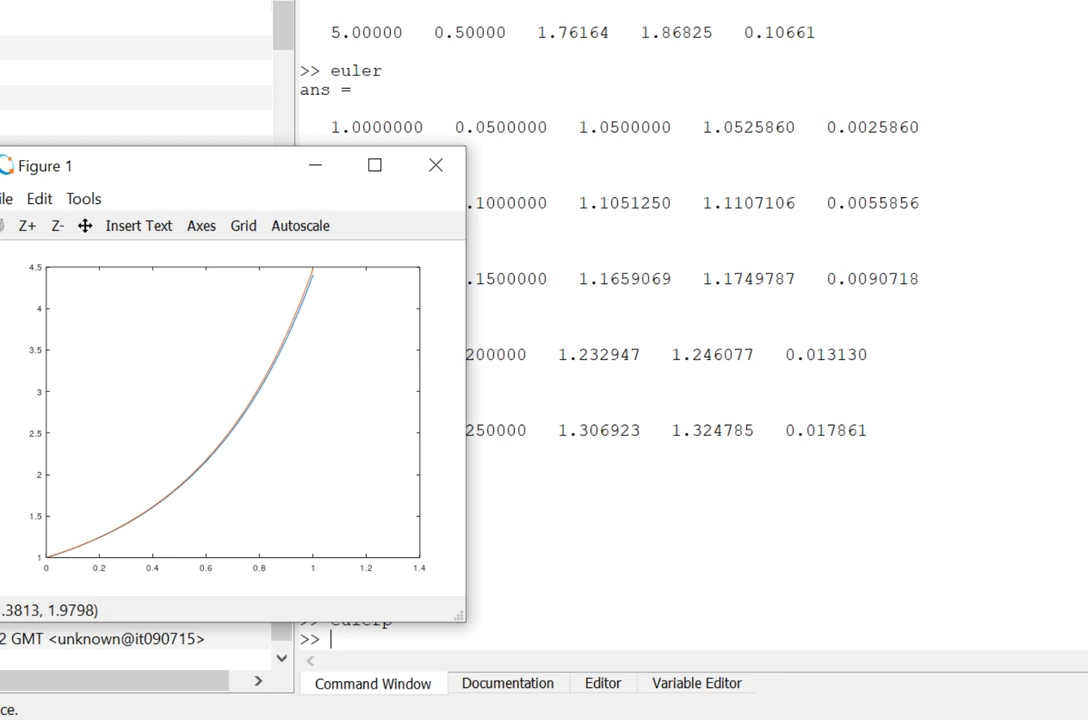 5.00000 0.50000 1.76164 1.86825 0.10661
>> euler
ans =
1.0000000 0.0500000 1.0500000 1.0525860 0.0025860
.1000000 1.1051250 1.1107106 0.0055856
.1500000 1.1659069 1.1749787 0.0090718
200000 1.232947 1.246077 0.013130
250000 1.306923 1.324785 0.017861
>> eulerp
>>
Figure 1
ile Edit Tools
Z+ Z- Insert Text Axes Grid Autoscale
4.5
4
3.5
3
2.5
2
1.5
1
0 0.2 0.4 0.6 0.8 1 1.2 1.4
.3813, 1.9798)
2 GMT <unknown@it090715>
Command Window Documentation Editor Variable Editor
ce.